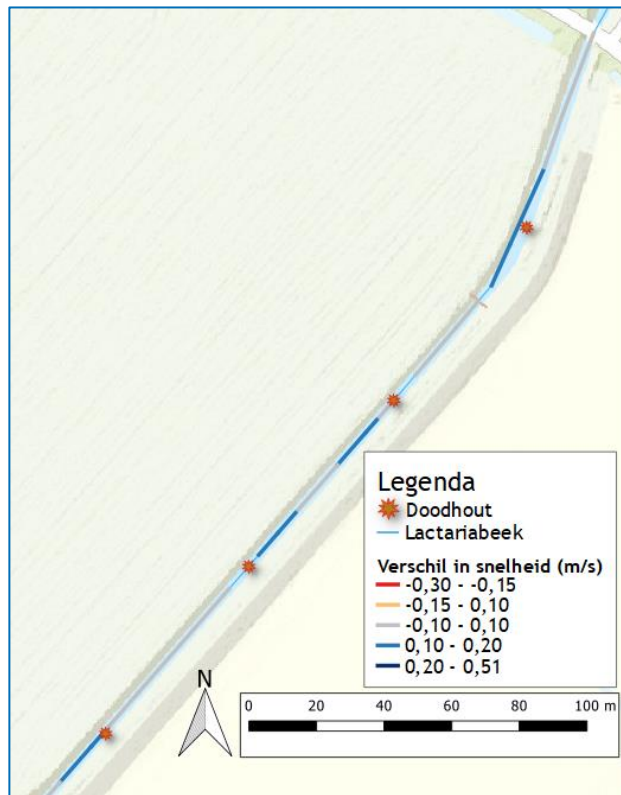 Legenda
Doodhout
Lactariabeek
Verschil in snelheid (m/s)
-0,30 - -0,15
-0,15 - 0,10
-0,10 - 0,10
0,10 - 0,20
0,20 - 0,51
N
0 20 40 60 80 100 m